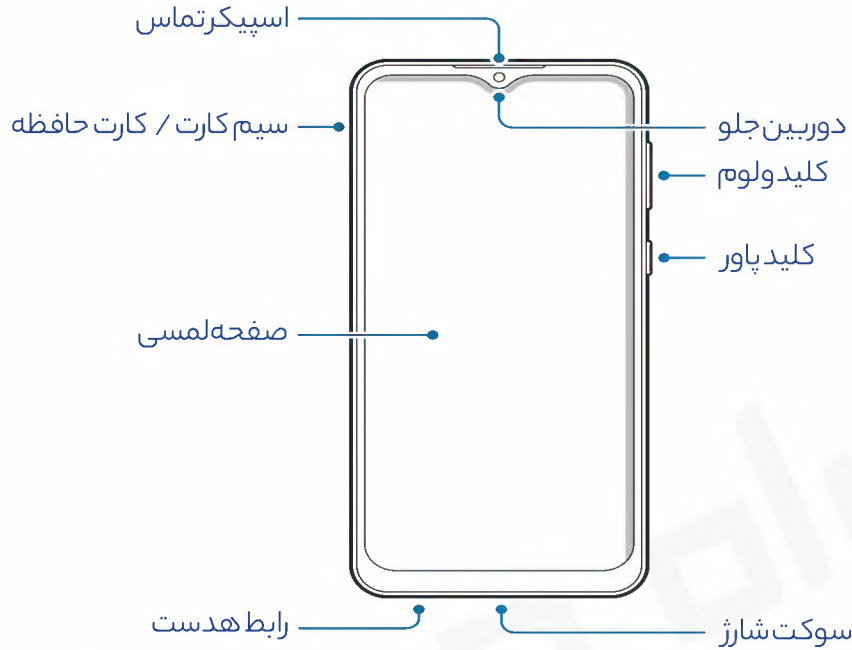 اسپیکر تماس
دوربین جلو
سیم کارت / کارت حافظه
کلید ولوم
کلید پاور
صفحه لمسی
رابط هدست
سوکت شارژ